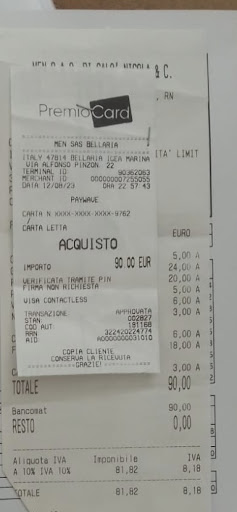 MEN S.A.S. DI
& C.
, RN
PremioCard
MEN SAS BELLARIA
ITALY 47814 BELLARIA IGEA MARINA
VIA ALFONSO PINZON 22
TERMINAL ID 90362063
MERCHANT ID 000000007255055
DATA 12/08/23 ORA 22 57 43
ITA' LIMIT
PAYWAVE
CARTA N XXXX-XXXX-XXXX-9762
CARTA LETTA
EURO
ACQUISTO
IMPORTO 90.00 EUR
VERIFICATA TRAMITE PIN
FIRMA NON RICHIESTA
VISA CONTACTLESS
TRANSAZIONE APPROVATA
STAN 002827
COD AUT 181168
RRN 322420224774
AID A0000000031010
COPIA CLIENTE
CONSERVA LA RICEVUTA
GRAZIE!
5,00 A
24,00 A
20,00 A
5,00 A
6,00 A
3,00 A
6,00 A
18,00 A
3,00 A
TOTALE 90,00
Bancomat 90,00
RESTO 0,00
Aliquota IVA Imponibile IVA
A 10% IVA 10% 81,82 8,18
TOTALE 81,82 8,18